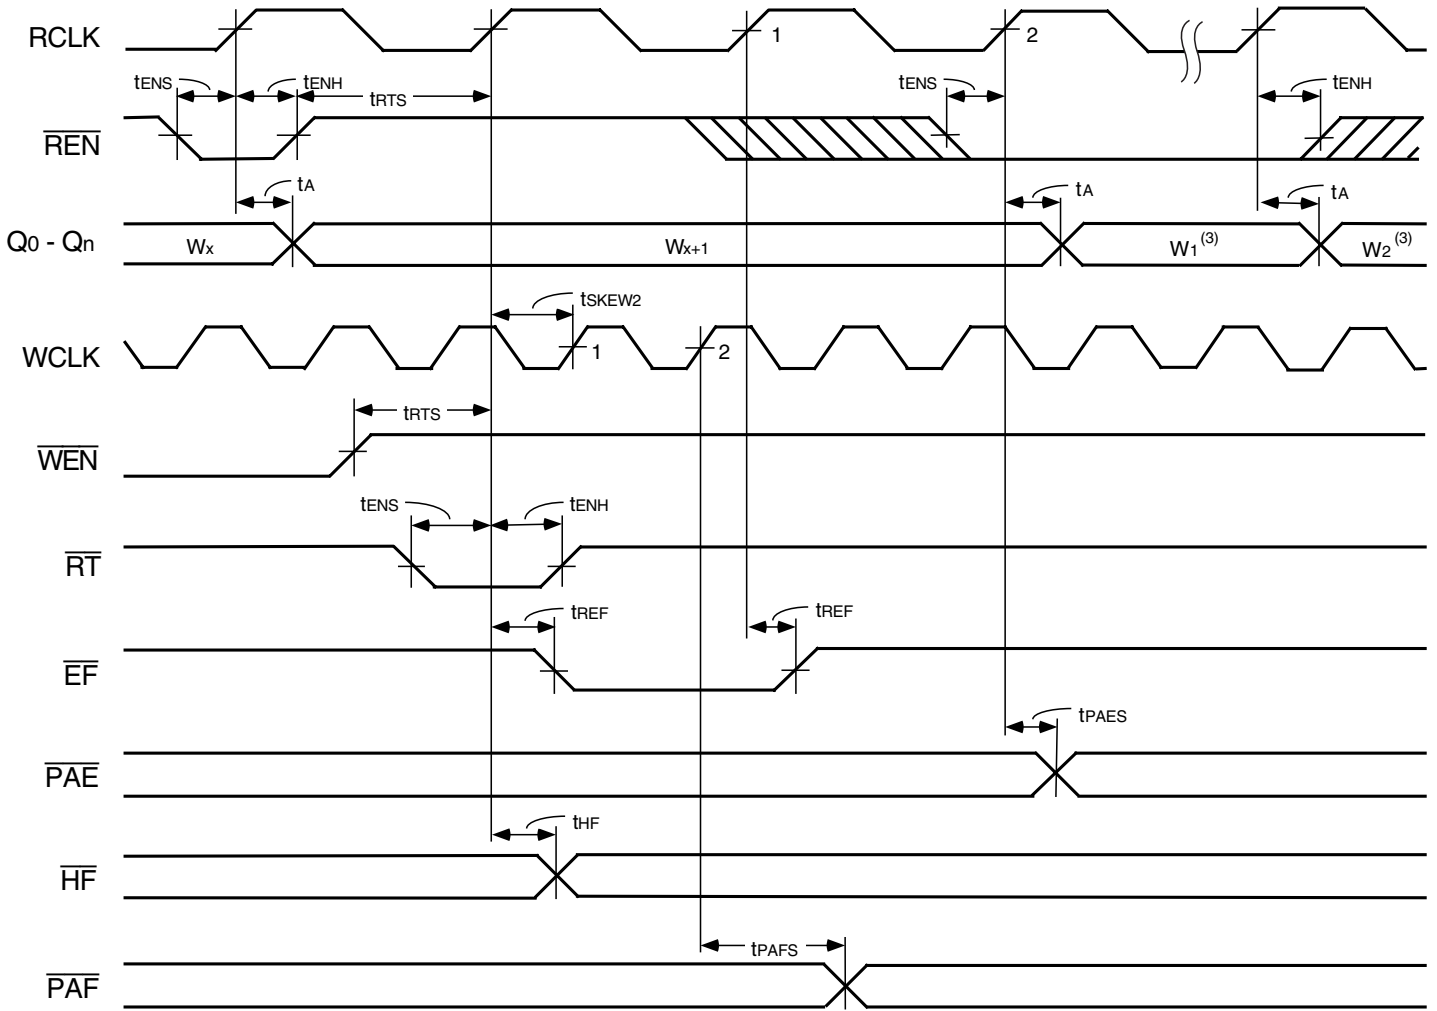 RCLK
1
2
tENS
tENH
tRTS
tENS
tENH
REN
tA
tA
tA
Q0 - Qn
Wx
Wx+1
W1(3)
W2(3)
tSKEW2
WCLK
1
2
tRTS
WEN
tENS
tENH
RT
tREF
tREF
EF
tPAES
PAE
tHF
HF
tPAFS
PAF